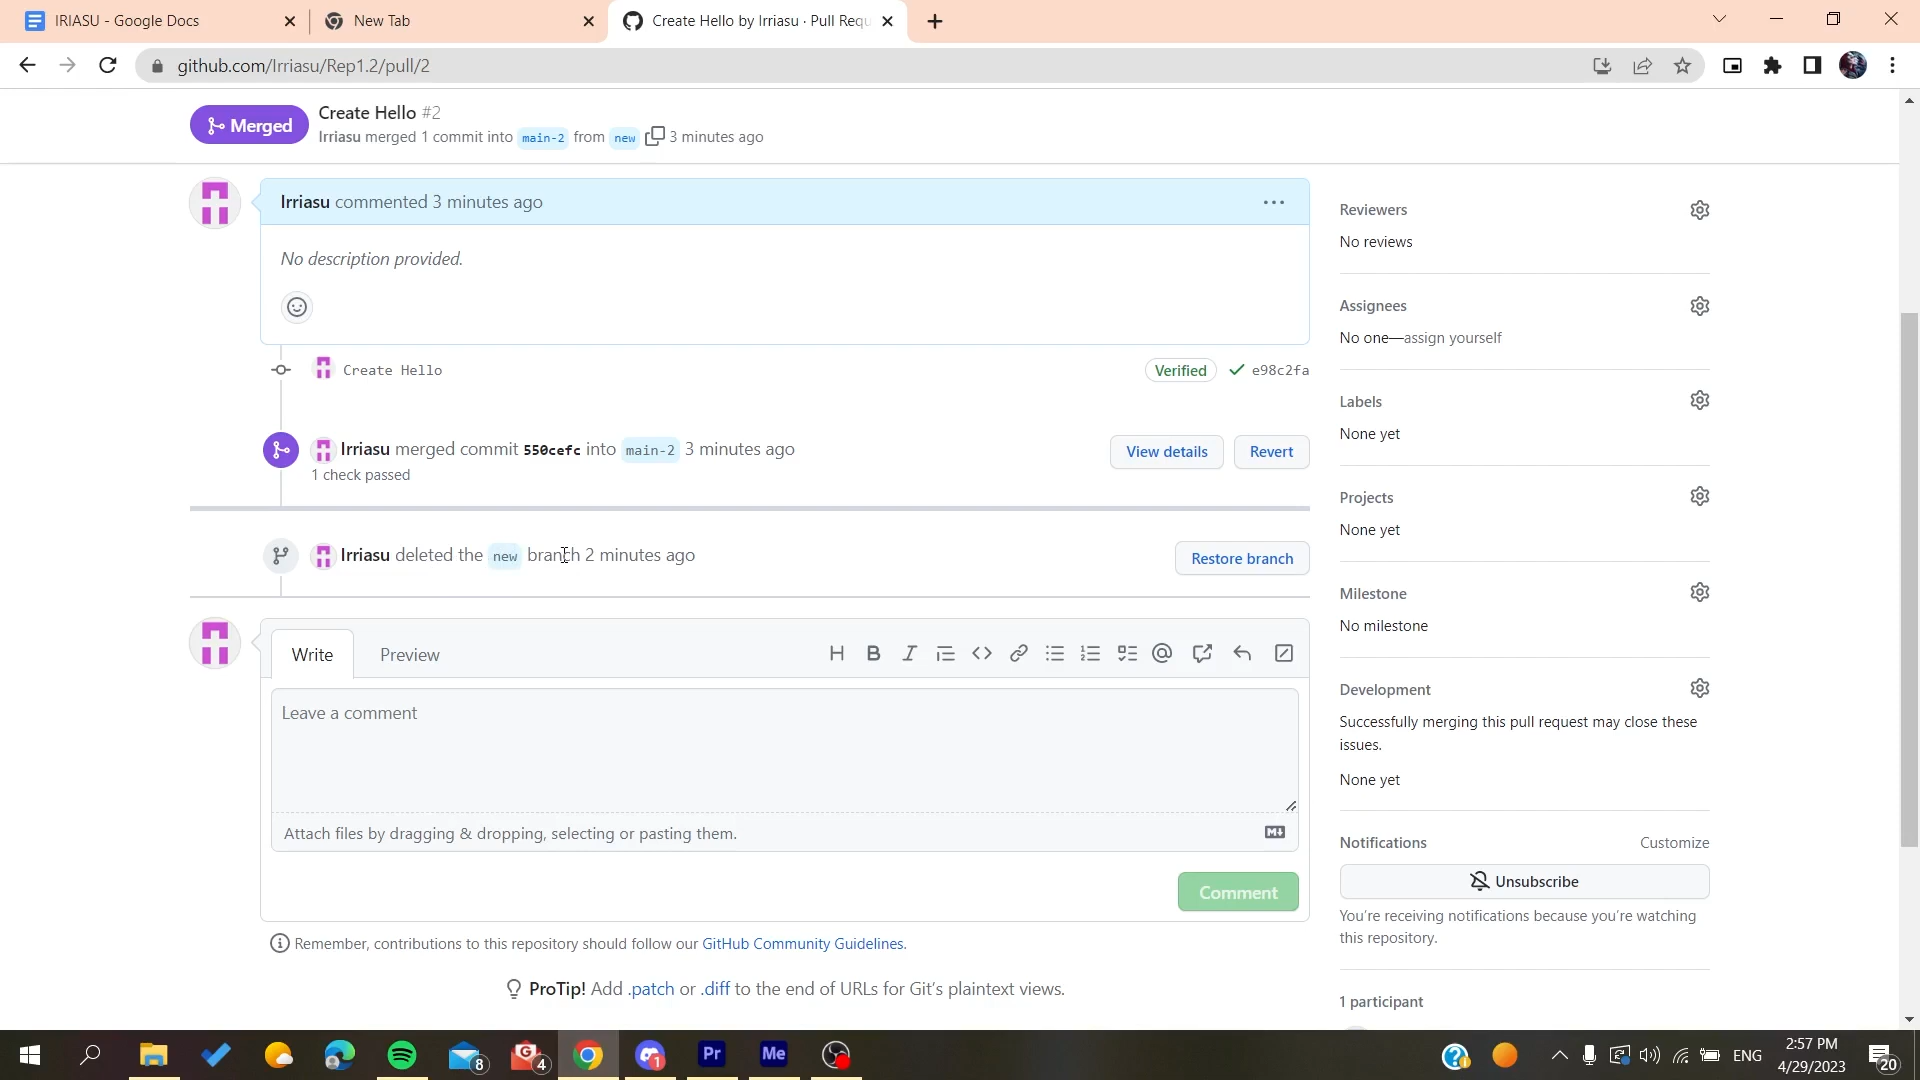 IRIASU - Google Docs
New Tab
Create Hello by Irriasu · Pull Requ
github.com/Irriasu/Rep1.2/pull/2
Merged
Create Hello #2
Irriasu merged 1 commit into main-2 from new 3 minutes ago
Irriasu commented 3 minutes ago
No description provided.
Create Hello
Verified
e98c2fa
Irriasu merged commit 550cefc into main-2 3 minutes ago
1 check passed
View details
Revert
Irriasu deleted the new branch 2 minutes ago
Restore branch
Write
Preview
Leave a comment
Attach files by dragging & dropping, selecting or pasting them.
Comment
Remember, contributions to this repository should follow our GitHub Community Guidelines.
ProTip! Add .patch or .diff to the end of URLs for Git's plaintext views.
Reviewers
No reviews
Assignees
No one—assign yourself
Labels
None yet
Projects
None yet
Milestone
No milestone
Development
Successfully merging this pull request may close these
issues.
None yet
Notifications
Customize
Unsubscribe
You're receiving notifications because you're watching
this repository.
1 participant
8
4
1
Pr
Me
ENG
2:57 PM
4/29/2023
20